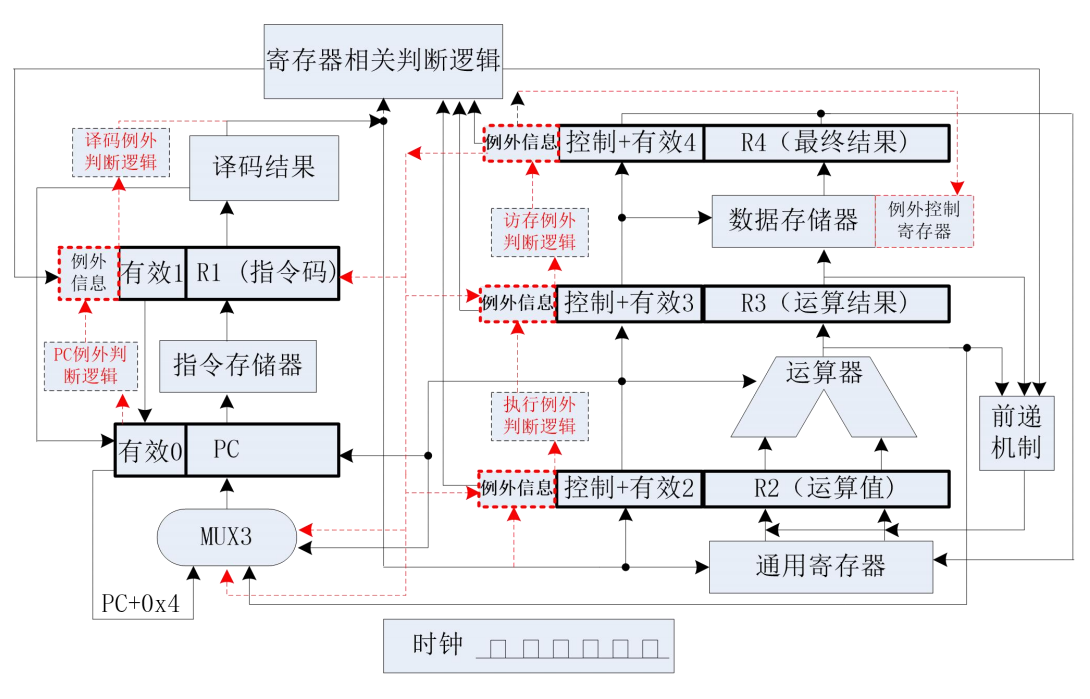 寄存器相关判断逻辑
译码例外
判断逻辑
译码结果
例外信息
控制+有效4
R4（最终结果）
访存例外
判断逻辑
数据存储器
例外控制
寄存器
例外
信息
有效1
R1（指令码）
例外信息
控制+有效3
R3（运算结果）
PC例外判
断逻辑
指令存储器
运算器
执行例外
判断逻辑
前递
机制
有效0
PC
例外信息
控制+有效2
R2（运算值）
MUX3
通用寄存器
PC+0x4
时钟